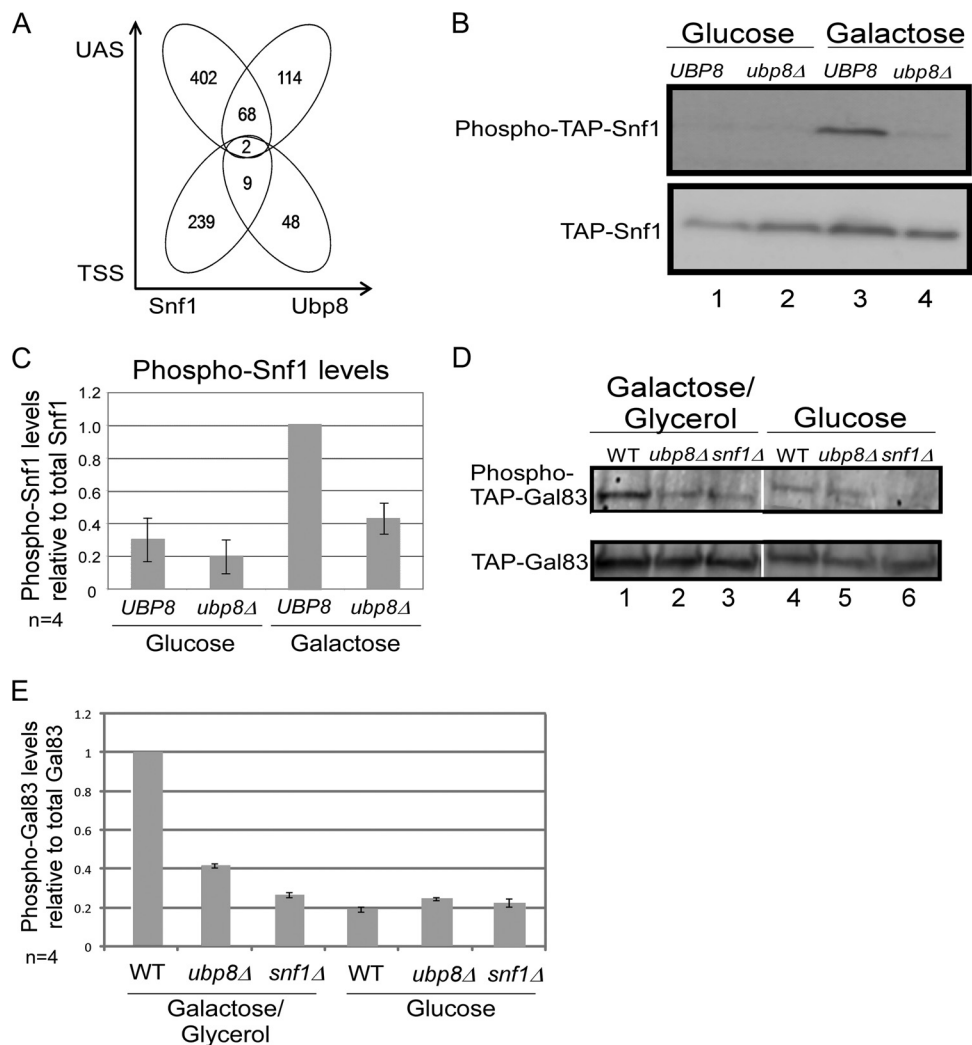 A
UAS
402
114
68
2
9
239
48
TSS
Snf1
Ubp8
B
Glucose
Galactose
UBP8
ubp8Δ
UBP8
ubp8Δ
Phospho-TAP-Snf1
TAP-Snf1
1
2
3
4
C
Phospho-Snf1 levels
Phospho-Snf1 levels
relative to total Snf1
1.2
1.0
0.8
0.6
0.4
0.2
0
UBP8
ubp8Δ
UBP8
ubp8Δ
n=4
Glucose
Galactose
D
Galactose/
Glycerol
Glucose
WT
ubp8Δ
snf1Δ
WT
ubp8Δ
snf1Δ
Phospho-
TAP-Gal83
TAP-Gal83
1
2
3
4
5
6
E
Phospho-Gal83 levels
relative to total Gal83
1.2
1
0.8
0.6
0.4
0.2
0
n=4
WT
ubp8Δ
snf1Δ
WT
ubp8Δ
snf1Δ
Galactose/
Glycerol
Glucose